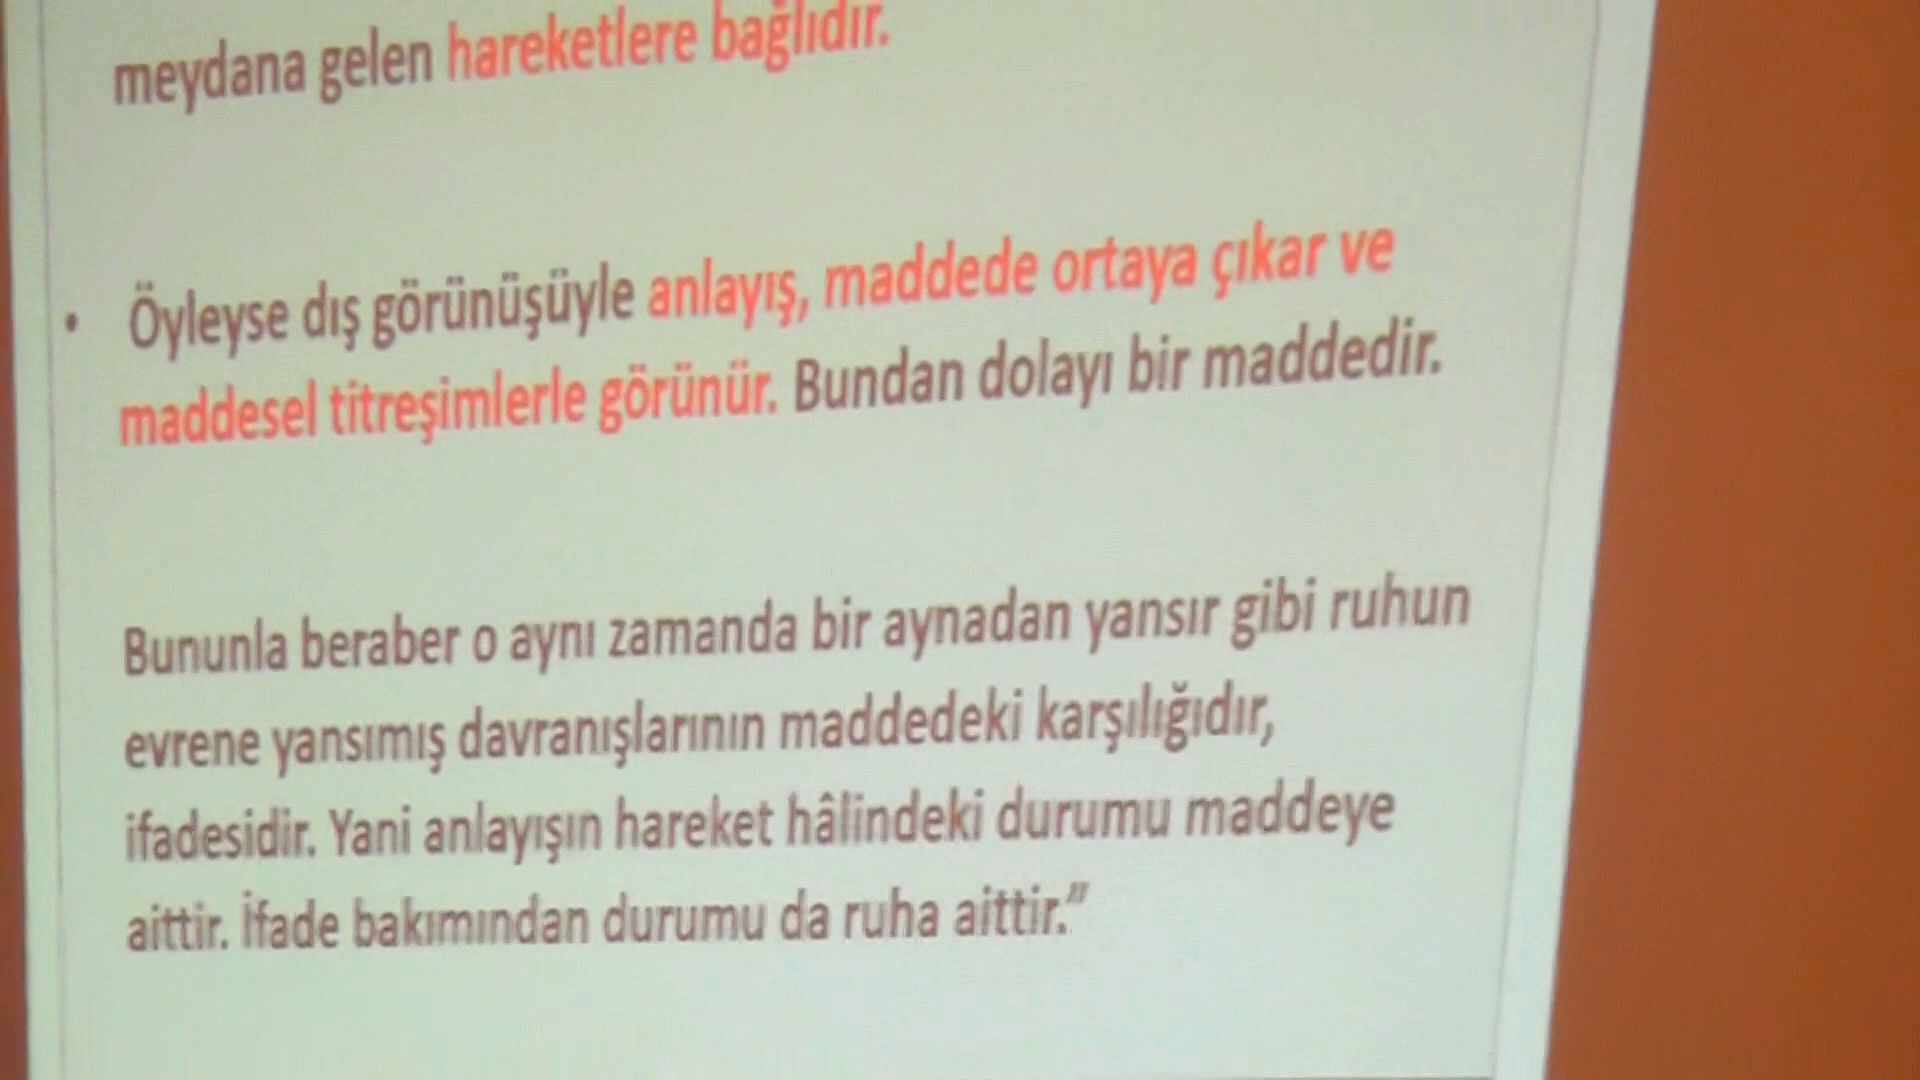 meydana gelen hareketlere bağlıdır.
• Öyleyse dış görünüşüyle anlayış, maddede ortaya çıkar ve
maddesel titreşimlerle görünür. Bundan dolayı bir maddedir.
Bununla beraber o aynı zamanda bir aynadan yansır gibi ruhun
evrene yansımış davranışlarının maddedeki karşılığıdır,
ifadesidir. Yani anlayışın hareket hâlindeki durumu maddeye
aittir. İfade bakımından durumu da ruha aittir.”